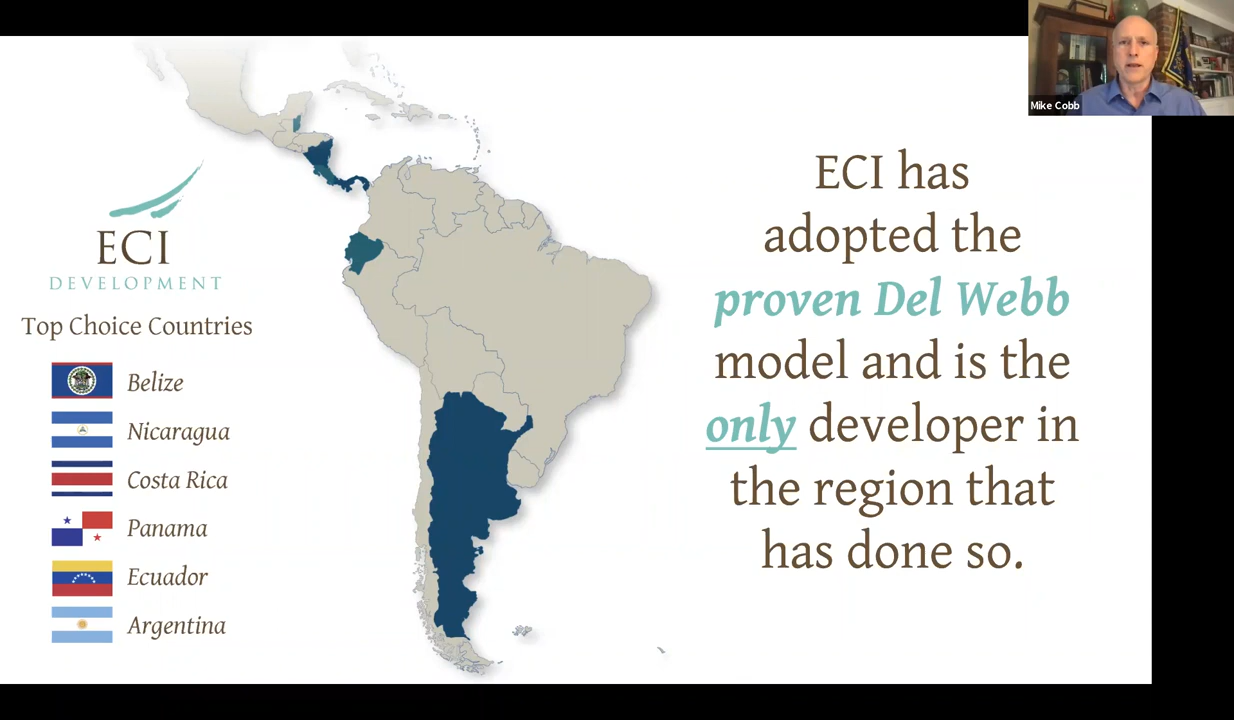 Mike Cobb
ECI
DEVELOPMENT
Top Choice Countries
Belize
Nicaragua
Costa Rica
Panama
Ecuador
Argentina
ECI has
adopted the
proven Del Webb
model and is the
only developer in
the region that
has done so.